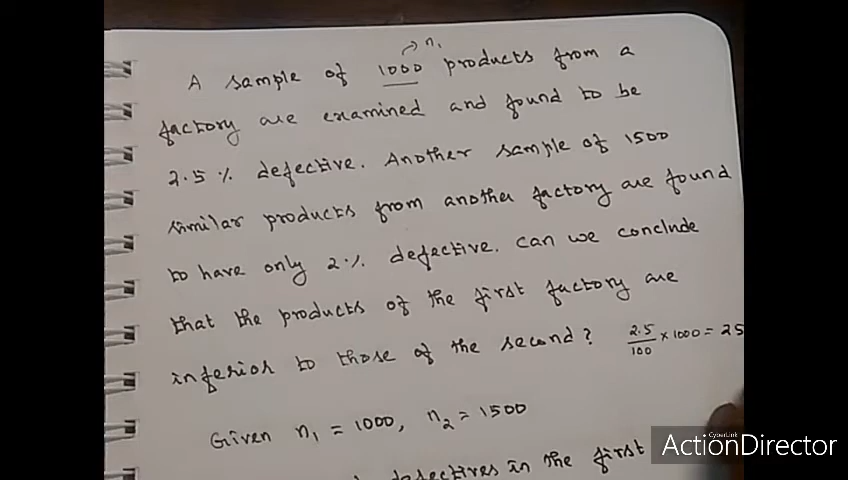 → n₁
A sample of 1000 products from a
factory are examined and found to be
2.5 % defective. Another sample of 1500
similar products from another factory are found
to have only 2 % defective. can we conclude
that the products of the first factory are
inferior to those of the second? 2.5/100 × 1000 = 25
Given n₁ = 1000, n₂ = 1500
defectives in the first
CyberLink
ActionDirector